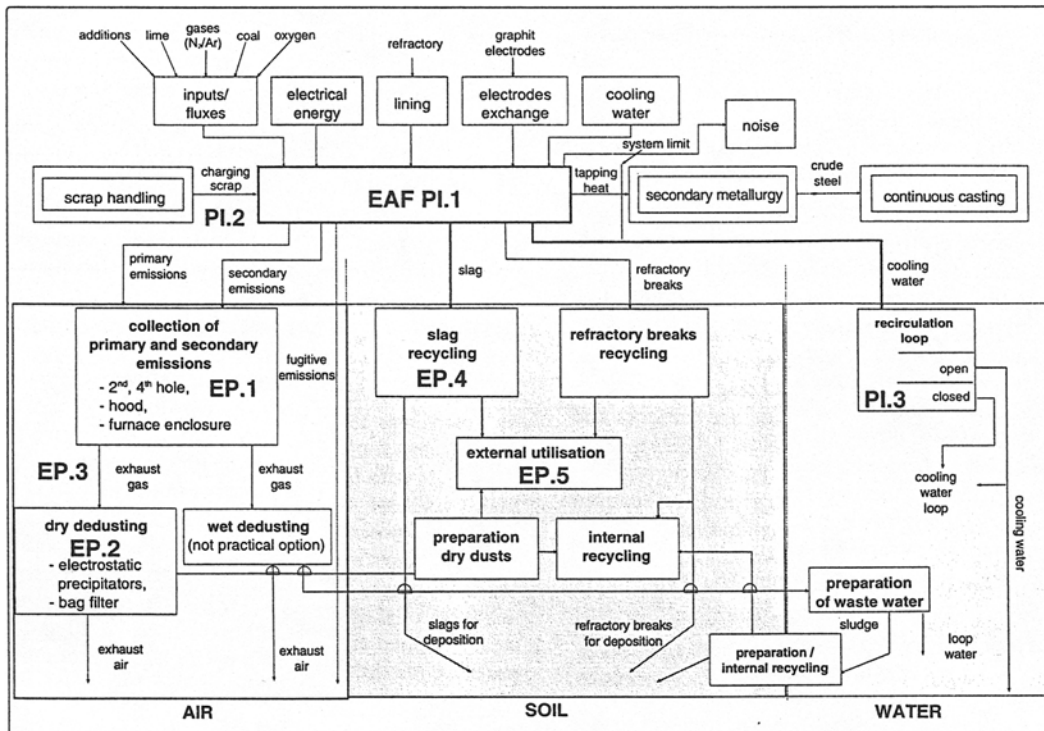 additions
lime
gases
(N₂/Ar)
coal
oxygen
refractory
graphit
electrodes
inputs/
fluxes
electrical
energy
lining
electrodes
exchange
cooling
water
noise
system limit
scrap handling
charging
scrap
PI.2
EAF PI.1
tapping
heat
secondary metallurgy
crude
steel
continuous casting
primary
emissions
secondary
emissions
slag
refractory
breaks
cooling
water
collection of
primary and secondary
emissions
EP.1
- 2nd, 4th hole,
- hood,
- furnace enclosure
fugitive
emissions
slag
recycling
EP.4
refractory breaks
recycling
recirculation
loop
open
PI.3
closed
EP.3
exhaust
gas
exhaust
gas
external utilisation
EP.5
cooling
water
loop
cooling water
dry dedusting
EP.2
- electrostatic
precipitators,
- bag filter
wet dedusting
(not practical option)
preparation
dry dusts
internal
recycling
preparation
of waste water
sludge
slags for
deposition
refractory breaks
for deposition
preparation /
internal recycling
loop
water
exhaust
air
exhaust
air
AIR
SOIL
WATER